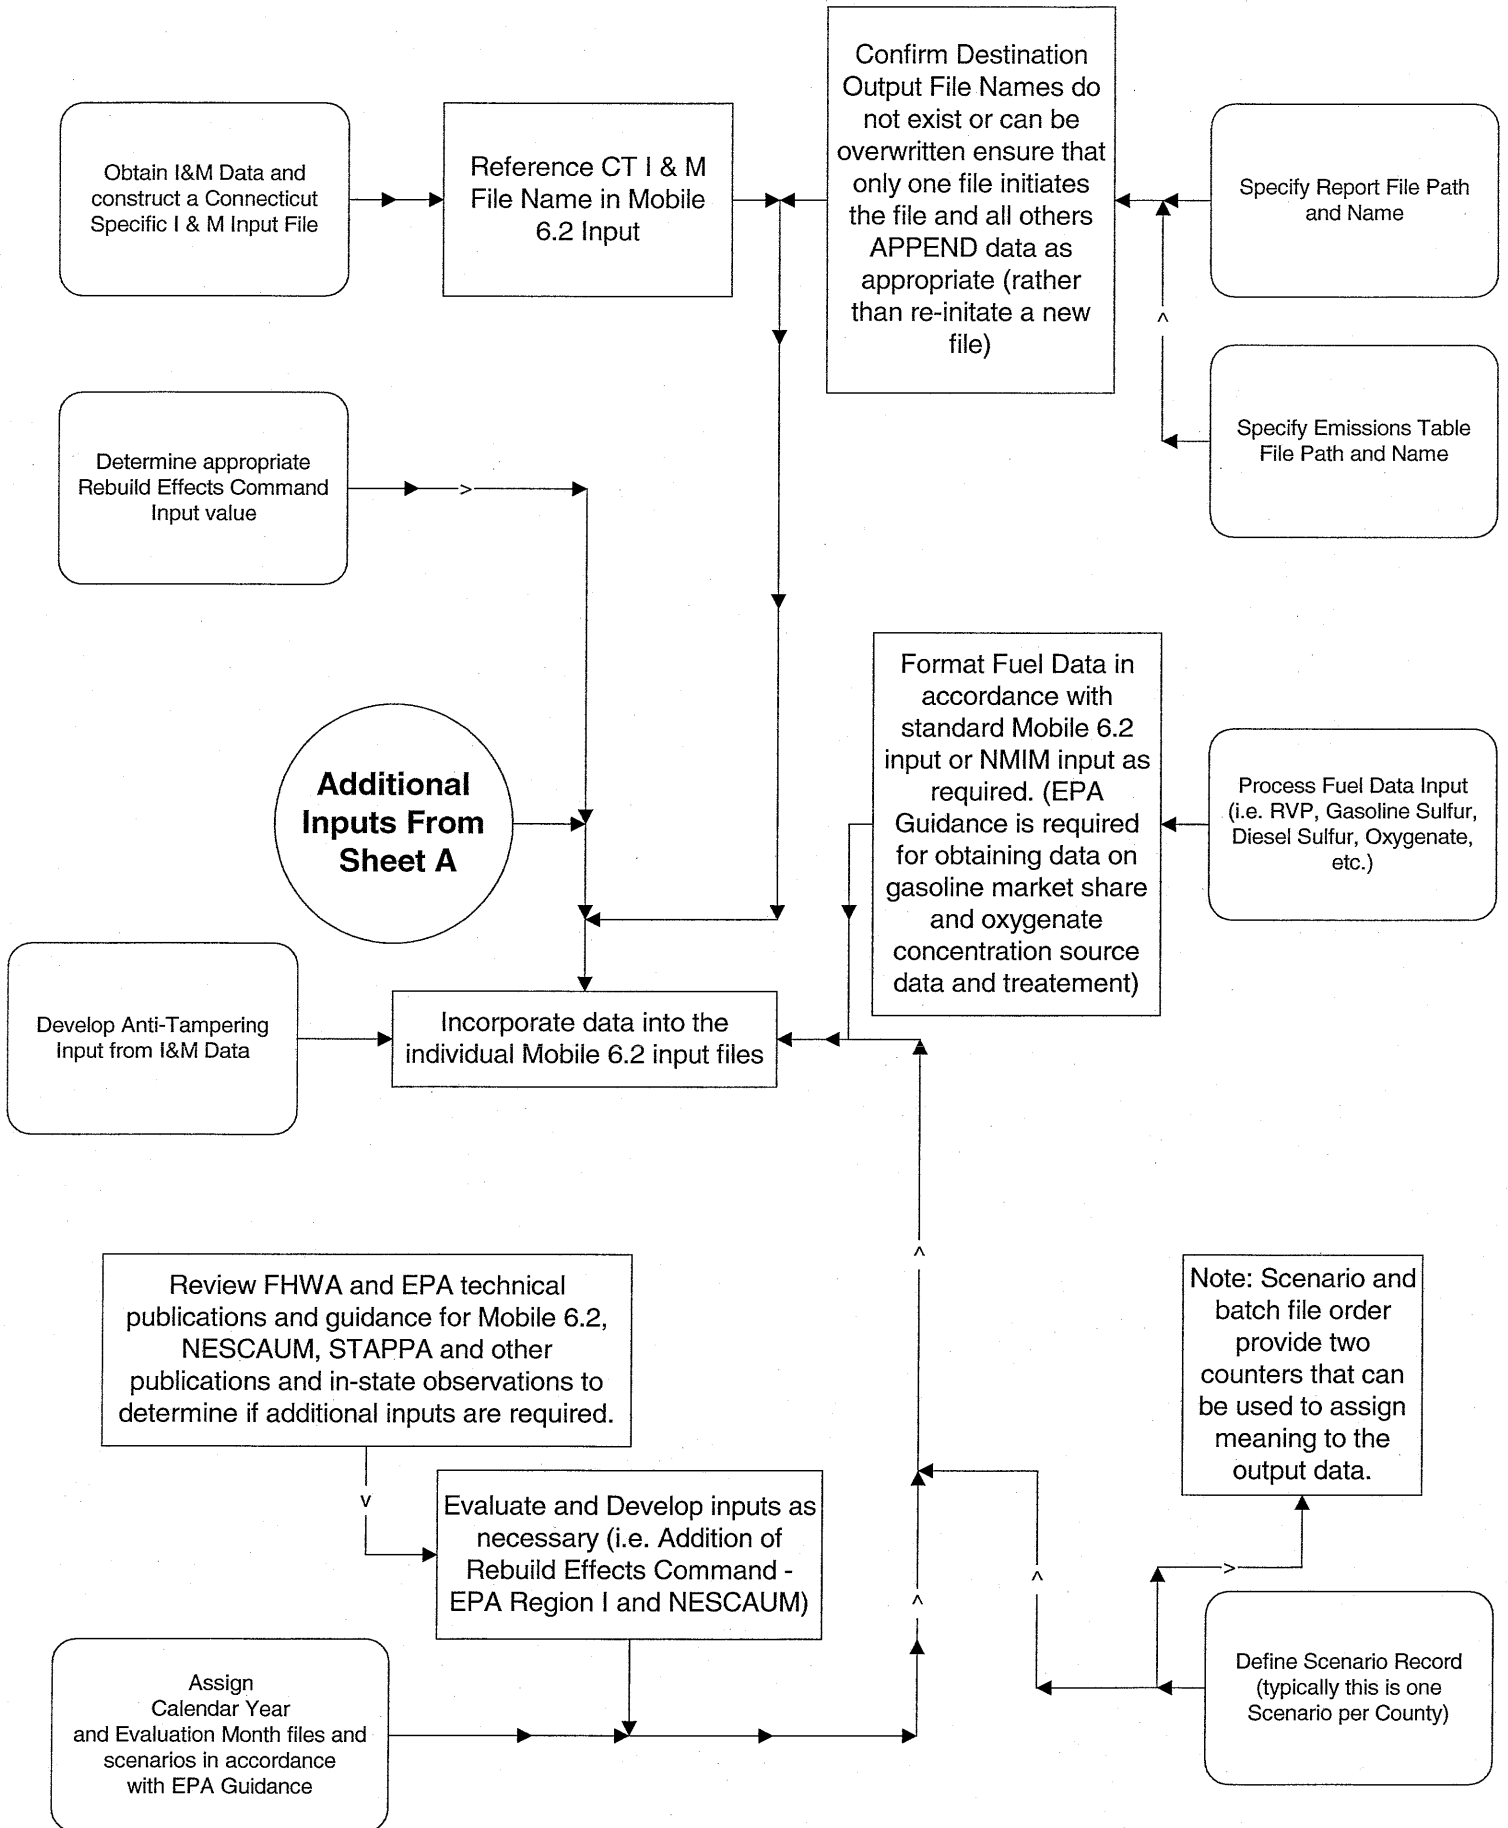 Obtain I&M Data and
construct a Connecticut
Specific I & M Input File
Reference CT I & M
File Name in Mobile
6.2 Input
Confirm Destination
Output File Names do
not exist or can be
overwritten ensure that
only one file initiates
the file and all others
APPEND data as
appropriate (rather
than re-initate a new
file)
Specify Report File Path
and Name
Specify Emissions Table
File Path and Name
Determine appropriate
Rebuild Effects Command
Input value
Additional
Inputs From
Sheet A
Format Fuel Data in
accordance with
standard Mobile 6.2
input or NMIM input as
required. (EPA
Guidance is required
for obtaining data on
gasoline market share
and oxygenate
concentration source
data and treatement)
Process Fuel Data Input
(i.e. RVP, Gasoline Sulfur,
Diesel Sulfur, Oxygenate,
etc.)
Develop Anti-Tampering
Input from I&M Data
Incorporate data into the
individual Mobile 6.2 input files
Review FHWA and EPA technical
publications and guidance for Mobile 6.2,
NESCAUM, STAPPA and other
publications and in-state observations to
determine if additional inputs are required.
Evaluate and Develop inputs as
necessary (i.e. Addition of
Rebuild Effects Command -
EPA Region I and NESCAUM)
Note: Scenario and
batch file order
provide two
counters that can
be used to assign
meaning to the
output data.
Assign
Calendar Year
and Evaluation Month files and
scenarios in accordance
with EPA Guidance
Define Scenario Record
(typically this is one
Scenario per County)